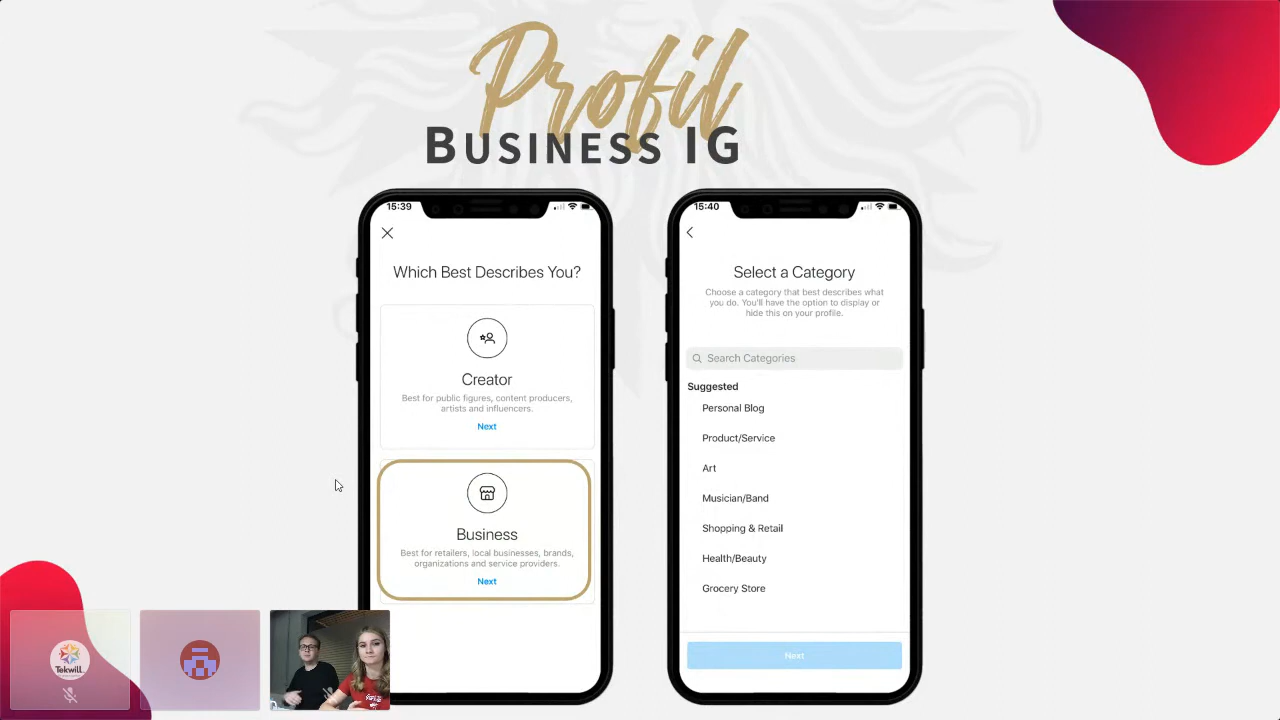 Profil
BUSINESS IG
15:39
Which Best Describes You?
Creator
Best for public figures, content producers,
artists and influencers.
Next
Business
Best for retailers, local businesses, brands,
organizations and service providers.
Next
15:40
Select a Category
Choose a category that best describes what
you do. You'll have the option to display or
hide this on your profile.
Search Categories
Suggested
Personal Blog
Product/Service
Art
Musician/Band
Shopping & Retail
Health/Beauty
Grocery Store
Next
Tekwill